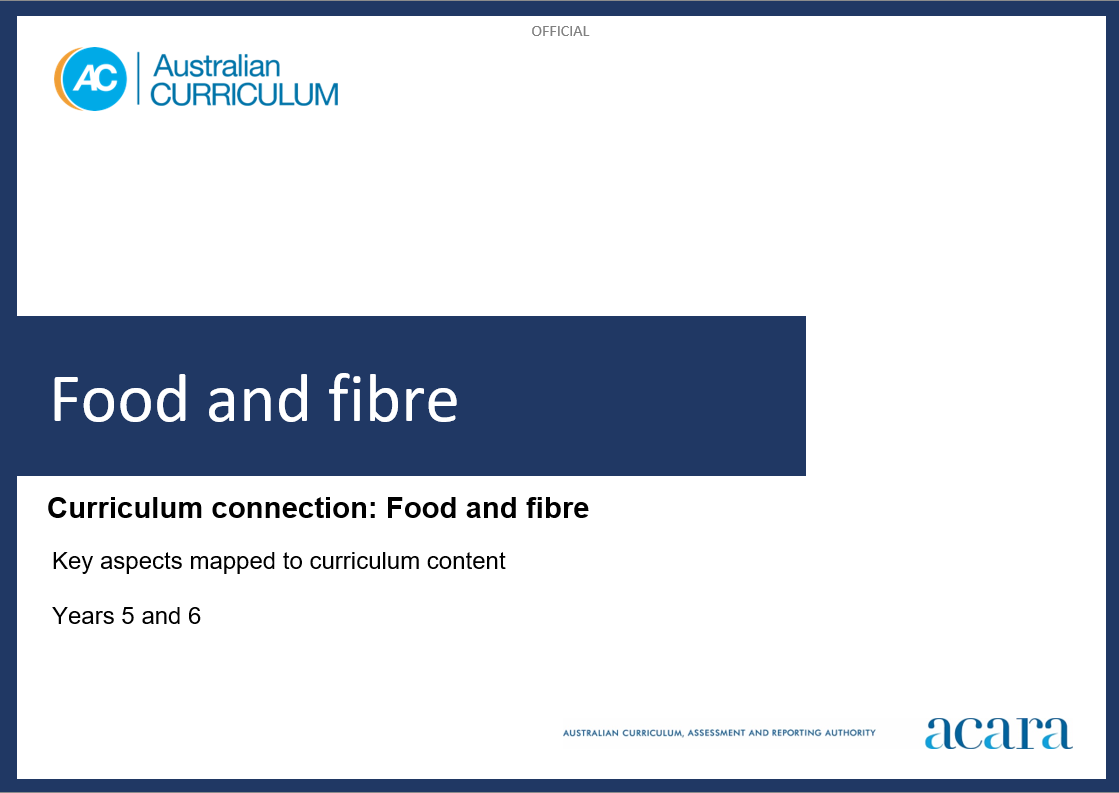 OFFICIAL
AC
Australian
CURRICULUM
Food and fibre
Curriculum connection: Food and fibre
Key aspects mapped to curriculum content
Years 5 and 6
AUSTRALIAN CURRICULUM, ASSESSMENT AND REPORTING AUTHORITY
acara